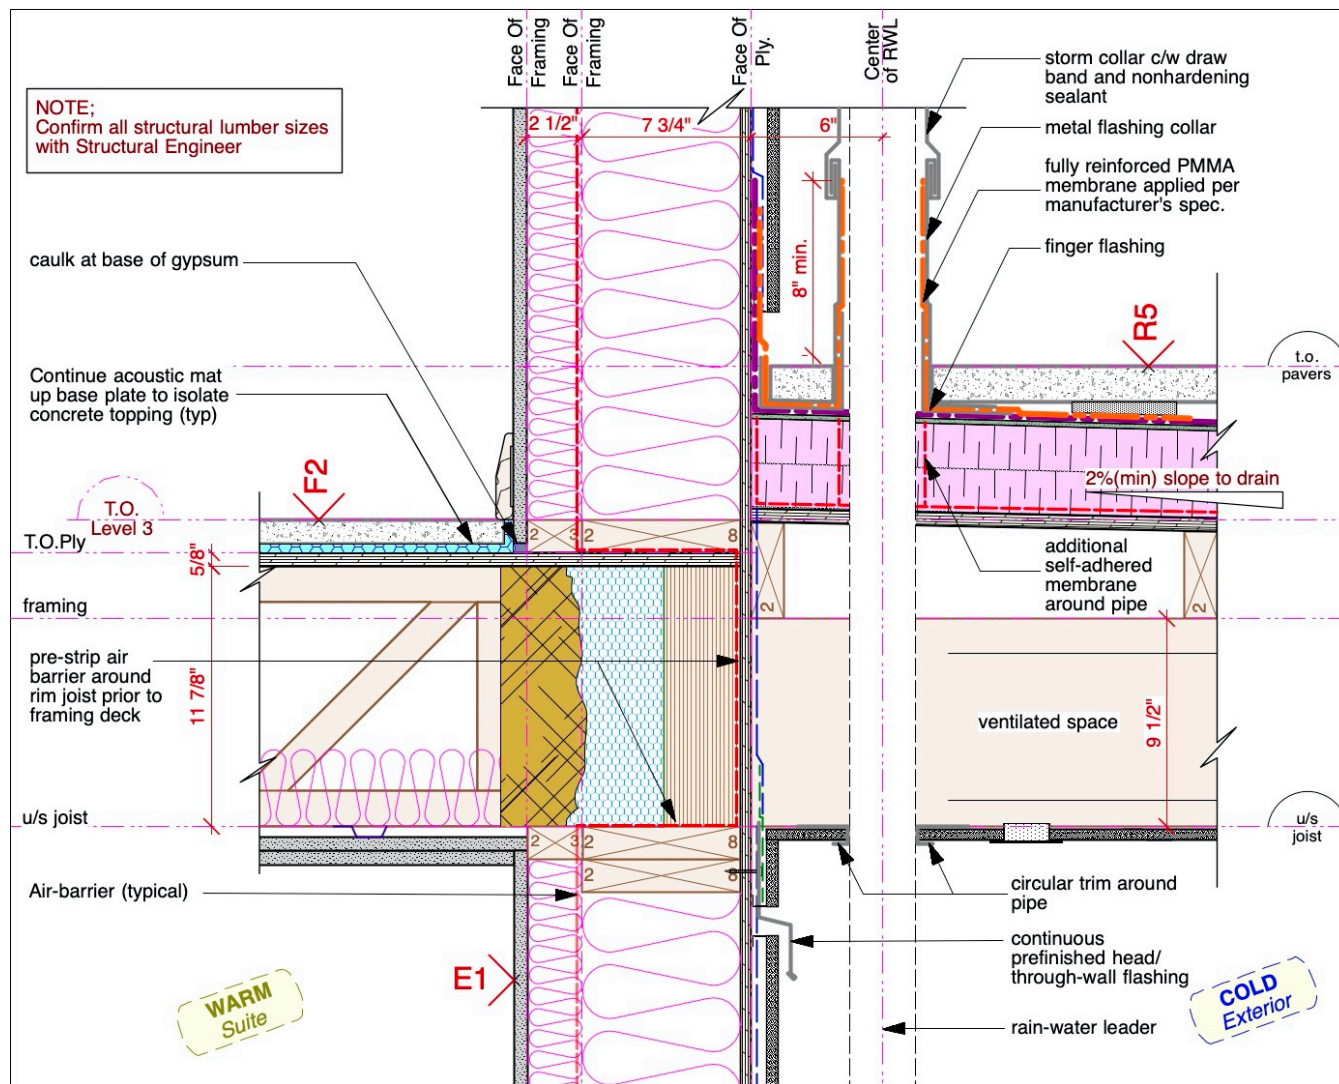 Face Of
Framing
Face Of
Framing
Face Of
Ply.
Center
of RWL
NOTE;
Confirm all structural lumber sizes
with Structural Engineer
2 1/2"
7 3/4"
6"
storm collar c/w draw
band and nonhardening
sealant
metal flashing collar
fully reinforced PMMA
membrane applied per
manufacturer's spec.
finger flashing
caulk at base of gypsum
8" min.
R5
t.o.
pavers
Continue acoustic mat
up base plate to isolate
concrete topping (typ)
F2
2%(min) slope to drain
T.O.
Level 3
T.O.Ply
5/8"
2 3
2 8
additional
self-adhered
membrane
around pipe
2
2
framing
pre-strip air
barrier around
rim joist prior to
framing deck
11 7/8"
ventilated space
9 1/2"
u/s joist
u/s
joist
2 3
2 8
2 8
Air-barrier (typical)
circular trim around
pipe
continuous
prefinished head/
through-wall flashing
E1
WARM
Suite
COLD
Exterior
rain-water leader